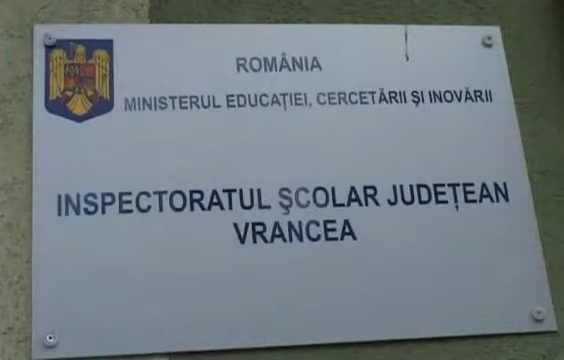 ROMÂNIA
MINISTERUL EDUCAŢIEI, CERCETĂRII ŞI INOVĂRII
INSPECTORATUL ŞCOLAR JUDEŢEAN
VRANCEA